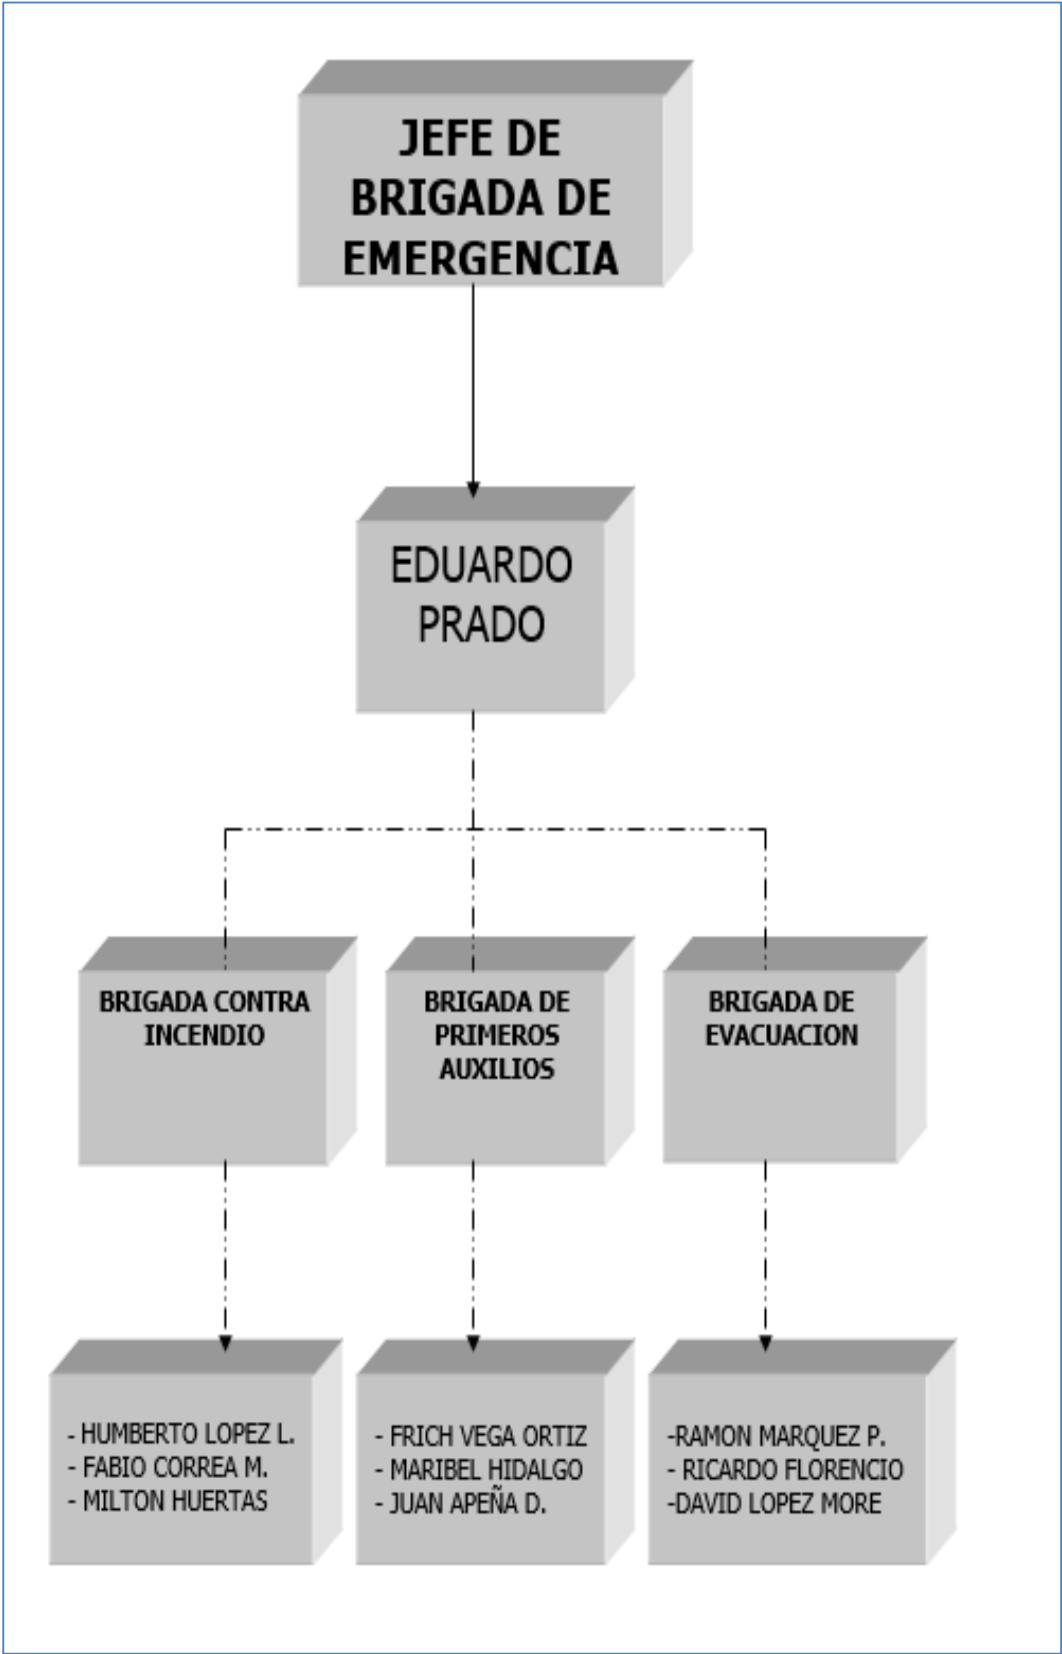 JEFE DE
BRIGADA DE
EMERGENCIA
EDUARDO
PRADO
BRIGADA CONTRA
INCENDIO
BRIGADA DE
PRIMEROS
AUXILIOS
BRIGADA DE
EVACUACION
- HUMBERTO LOPEZ L.
- FABIO CORREA M.
- MILTON HUERTAS
- FRICH VEGA ORTIZ
- MARIBEL HIDALGO
- JUAN APEÑA D.
-RAMON MARQUEZ P.
- RICARDO FLORENCIO
-DAVID LOPEZ MORE